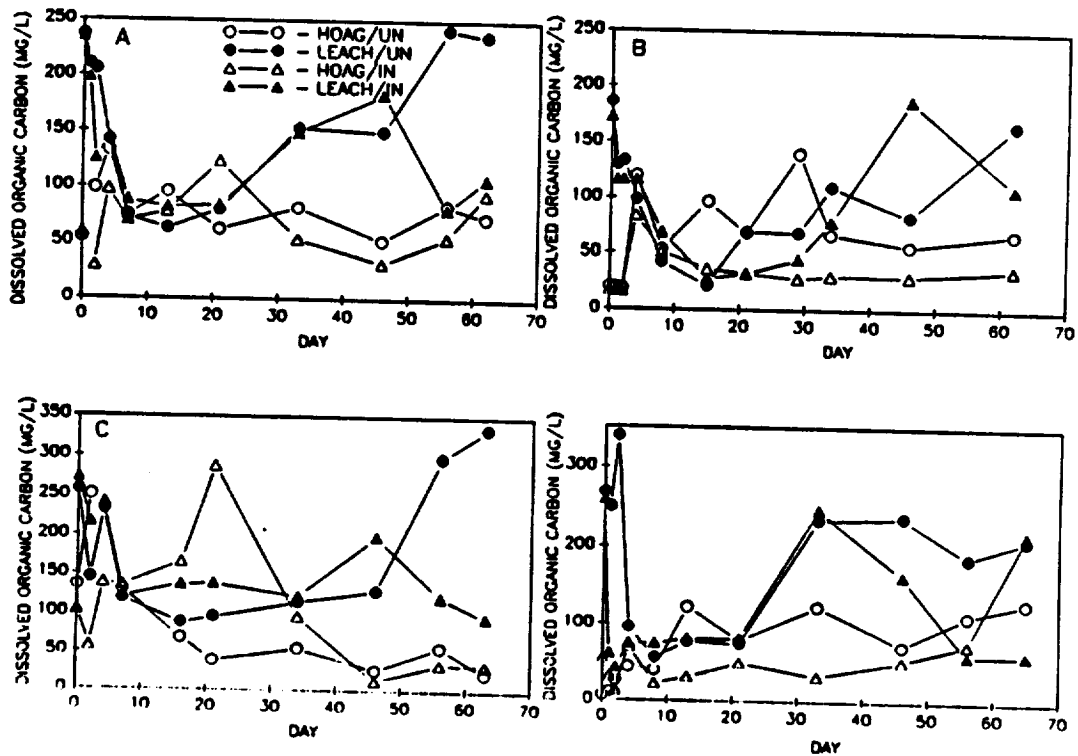 A
○—○ - HOAG/UN
●—● - LEACH/UN
△—△ - HOAG/IN
▲—▲ - LEACH/IN
DISSOLVED ORGANIC CARBON (MG/L)
250
200
150
100
50
0
0 10 20 30 40 50 60 70
DAY
B
DISSOLVED ORGANIC CARBON (MG/L)
250
200
150
100
50
0
0 10 20 30 40 50 60 70
DAY
C
DISSOLVED ORGANIC CARBON (MG/L)
350
300
250
200
150
100
50
0
0 10 20 30 40 50 60 70
DAY
DISSOLVED ORGANIC CARBON (MG/L)
300
200
100
0
0 10 20 30 40 50 60 70
DAY